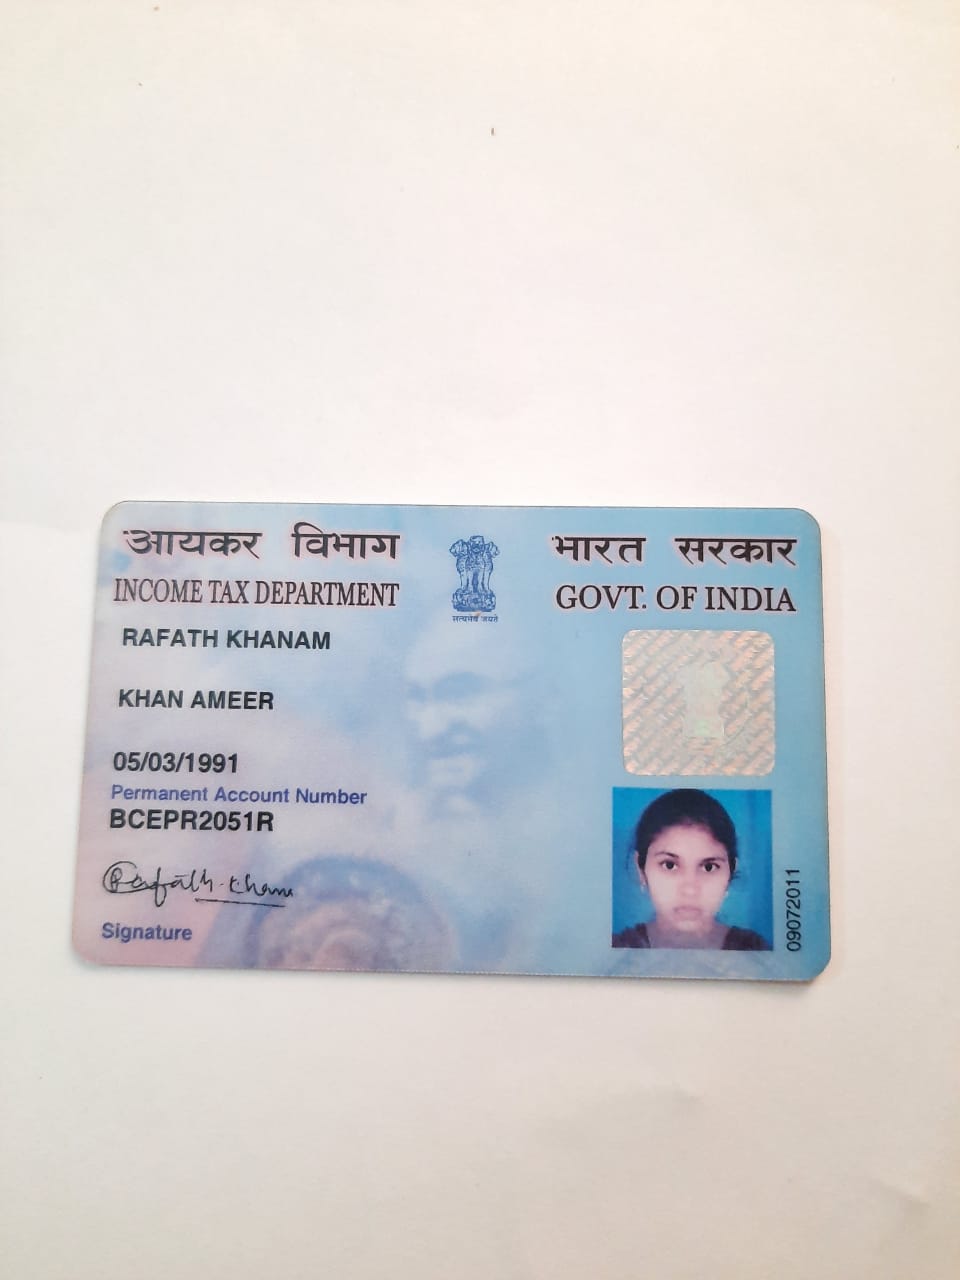 आयकर विभाग
INCOME TAX DEPARTMENT
सत्यमेव जयते
भारत सरकार
GOVT. OF INDIA
RAFATH KHANAM
KHAN AMEER
05/03/1991
Permanent Account Number
BCEPR2051R
Rafath Khanam
Signature
09072011